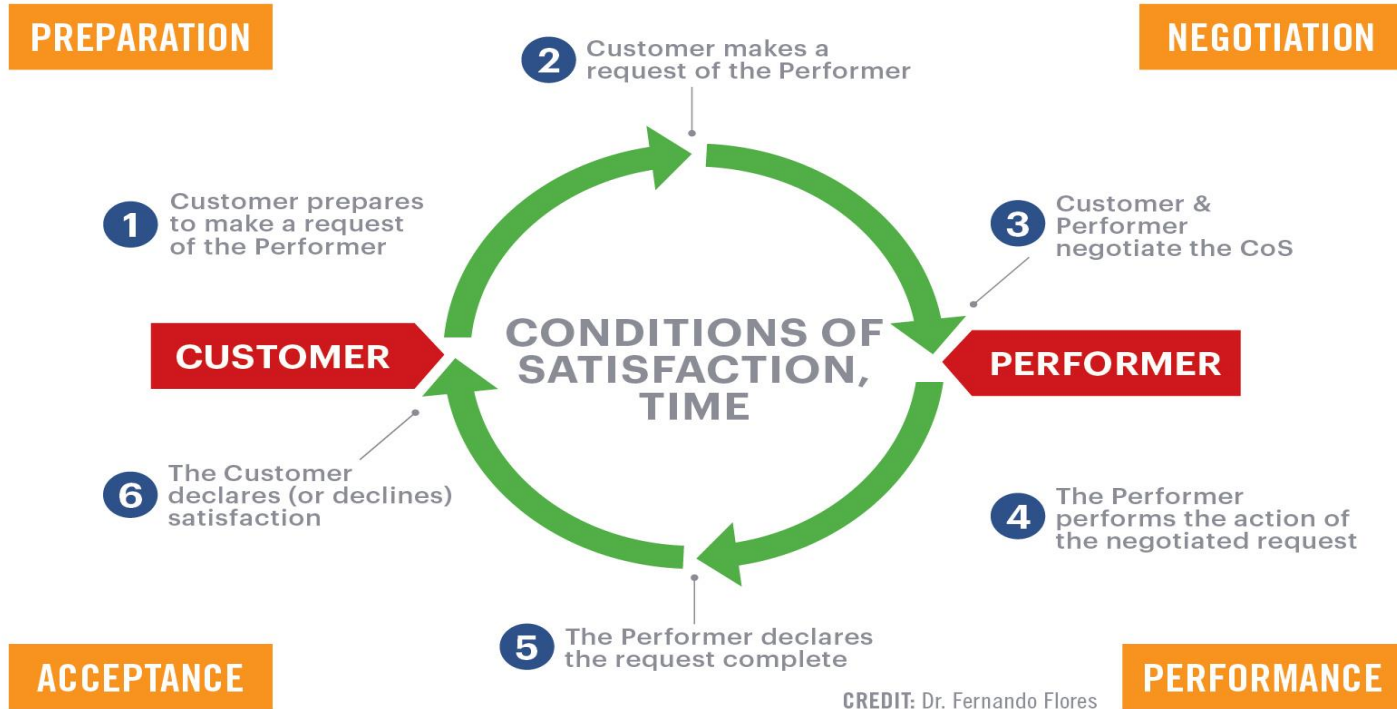 PREPARATION
NEGOTIATION
2
Customer makes a
request of the Performer
1
Customer prepares
to make a request
of the Performer
3
Customer &
Performer
negotiate the CoS
CUSTOMER
CONDITIONS OF
SATISFACTION,
TIME
PERFORMER
6
The Customer
declares (or declines)
satisfaction
4
The Performer
performs the action of
the negotiated request
5
The Performer declares
the request complete
ACCEPTANCE
PERFORMANCE
CREDIT: Dr. Fernando Flores